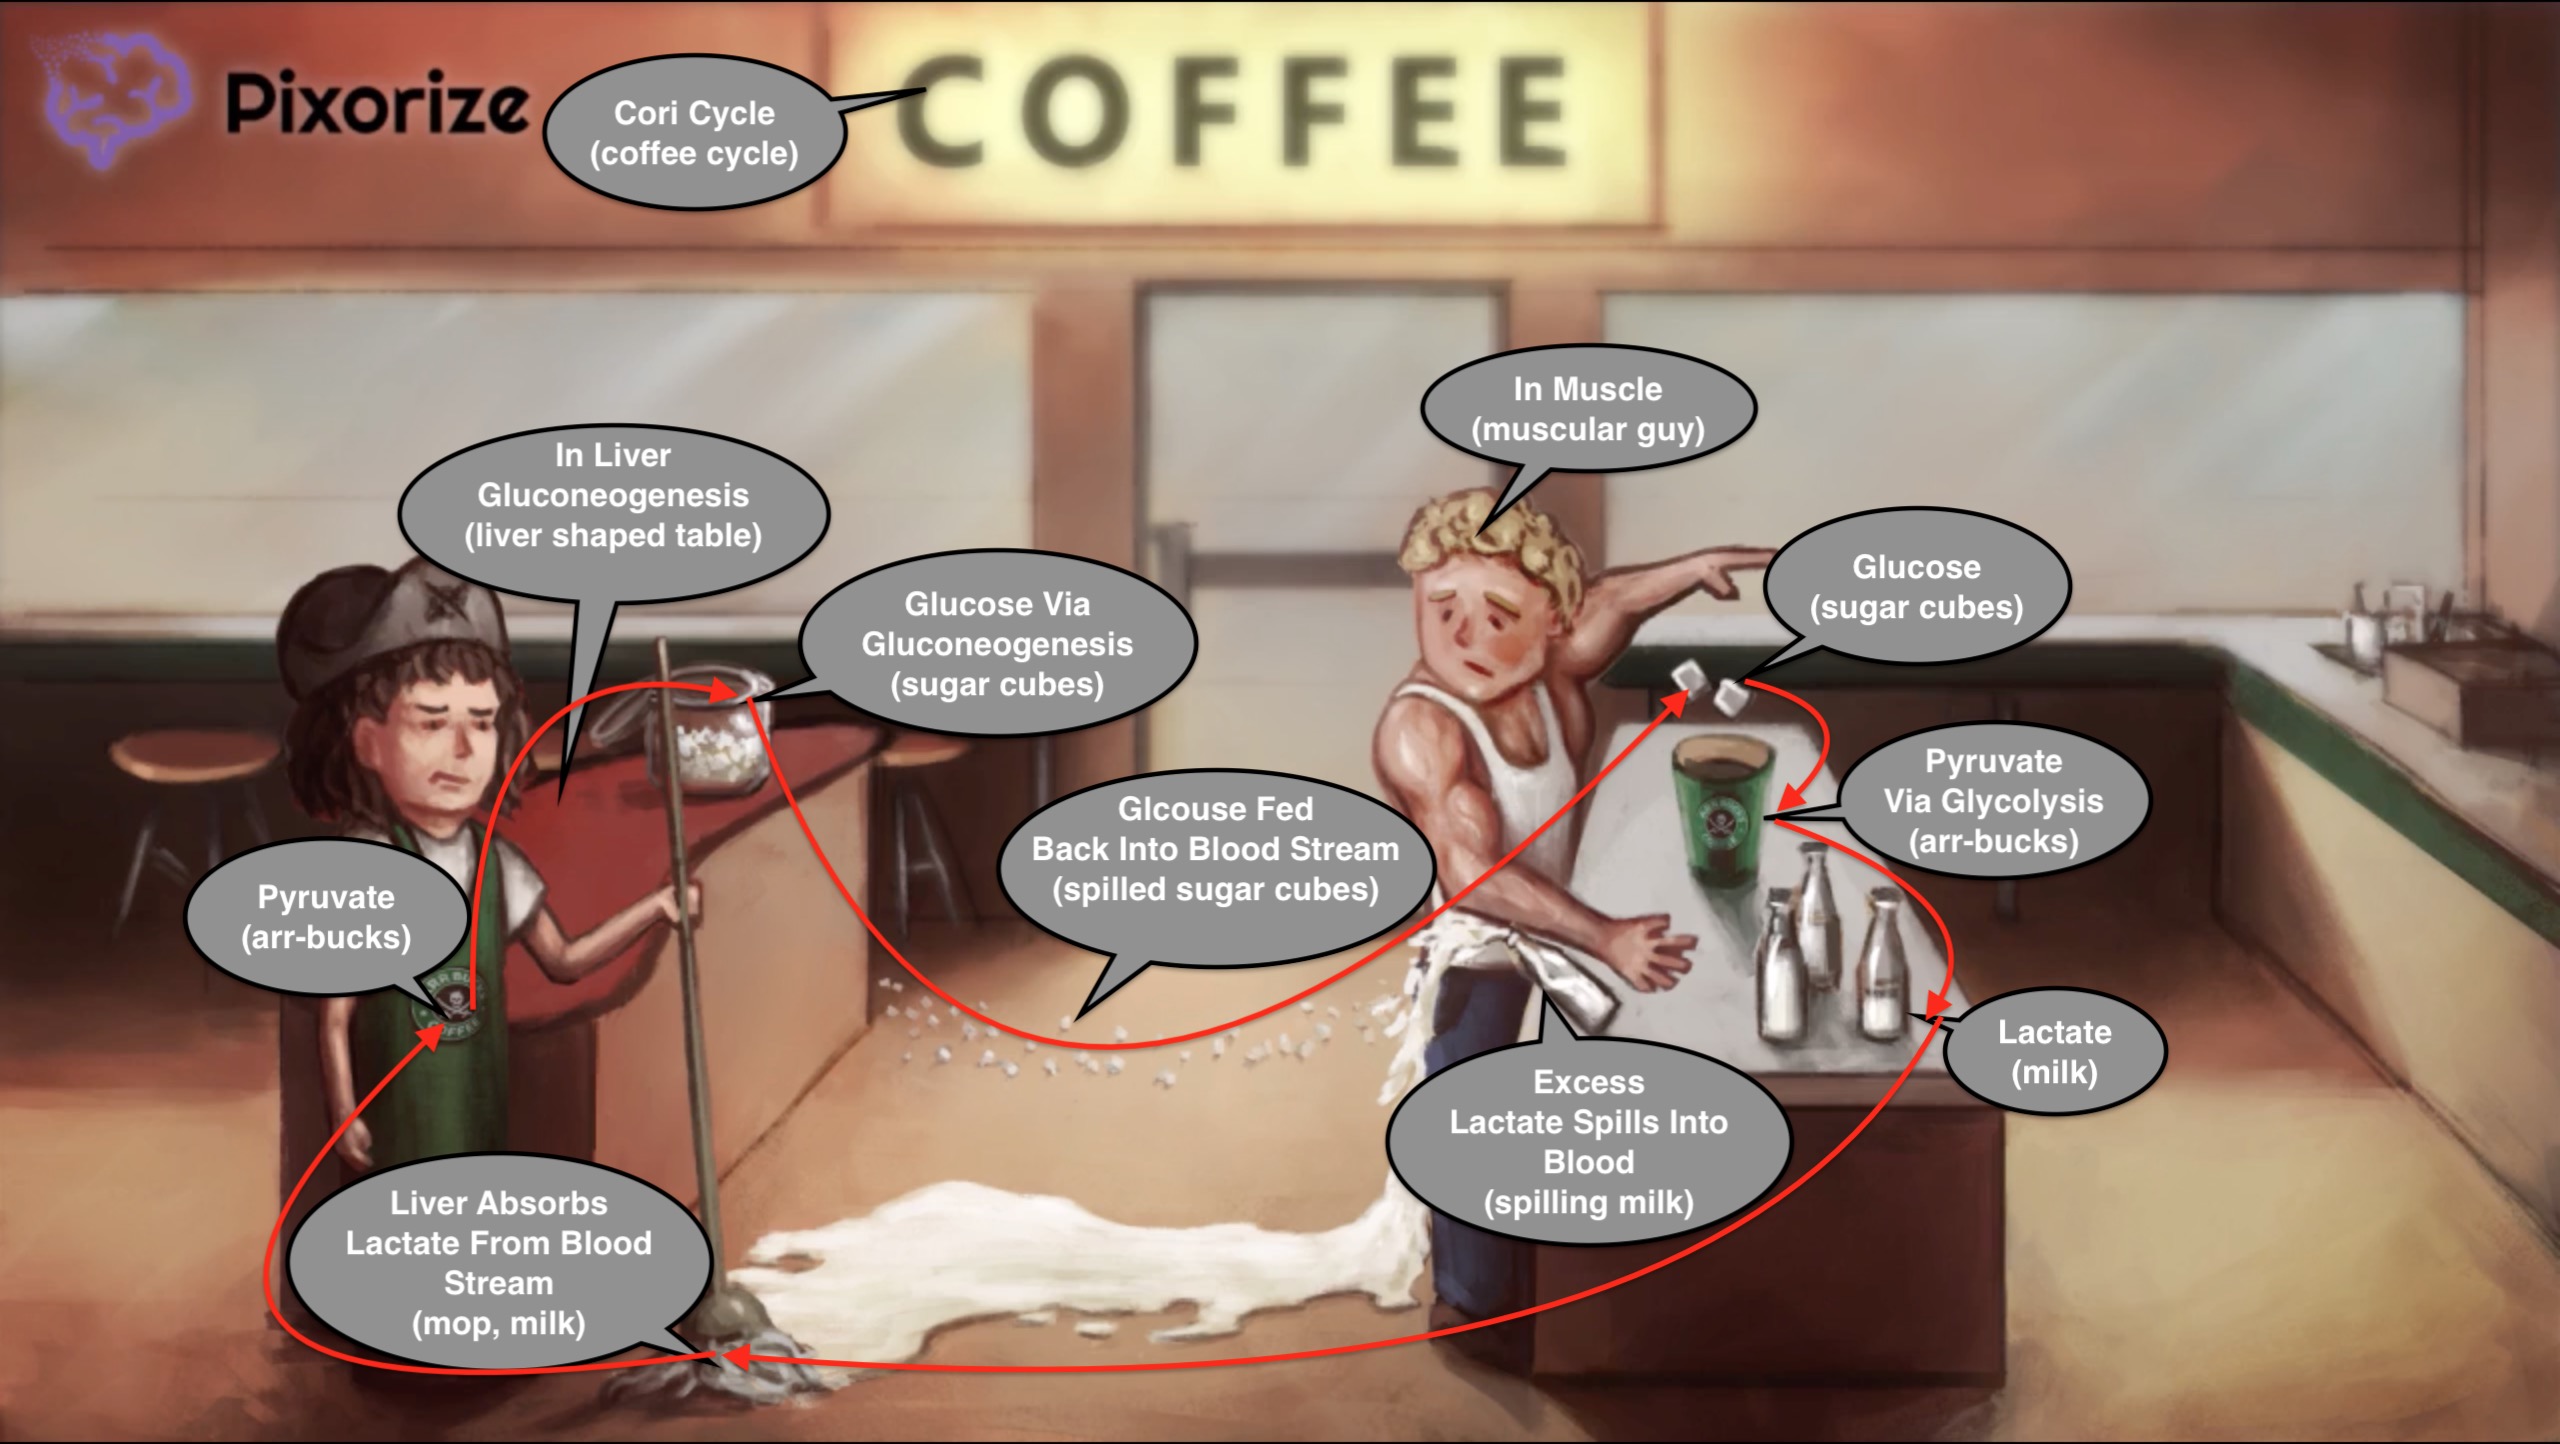 Pixorize
Cori Cycle
(coffee cycle)
COFFEE
In Muscle
(muscular guy)
In Liver
Gluconeogenesis
(liver shaped table)
Glucose
(sugar cubes)
Glucose Via
Gluconeogenesis
(sugar cubes)
Pyruvate
Via Glycolysis
(arr-bucks)
Glcouse Fed
Back Into Blood Stream
(spilled sugar cubes)
Pyruvate
(arr-bucks)
COFFEE
Lactate
(milk)
Excess
Lactate Spills Into
Blood
(spilling milk)
Liver Absorbs
Lactate From Blood
Stream
(mop, milk)